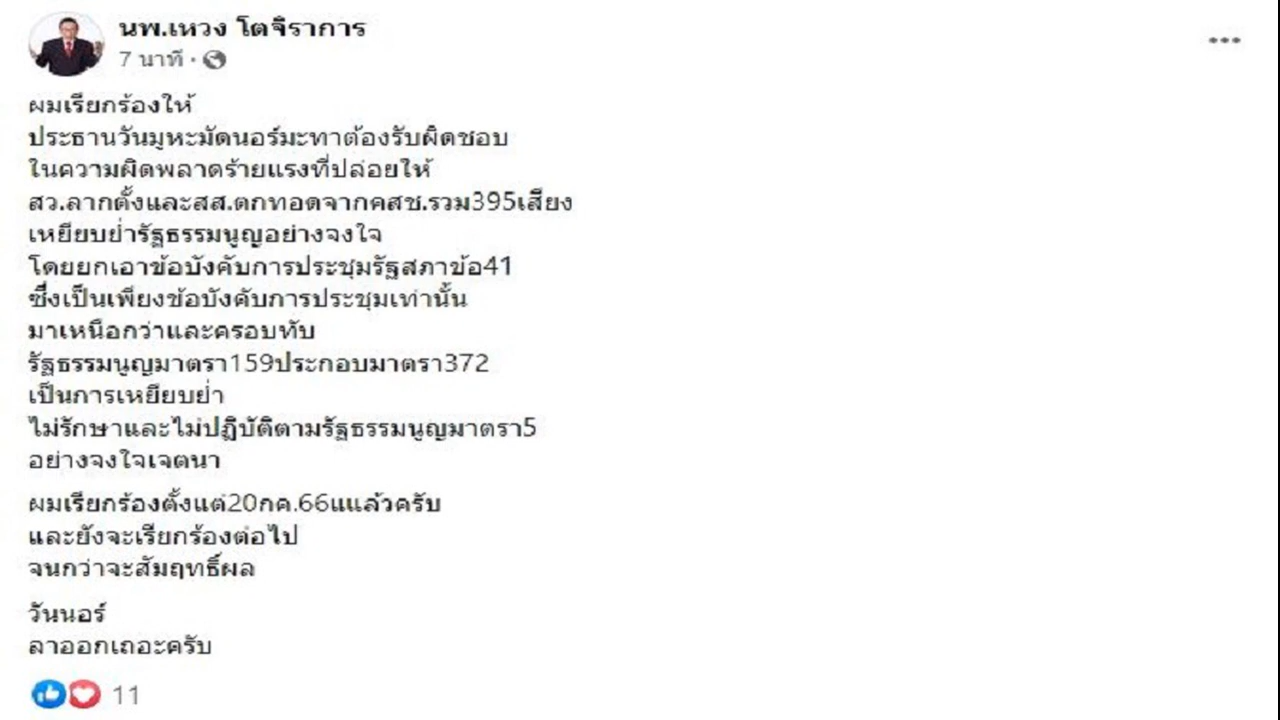 นพ.เหวง โตจิราการ
7 นาที ·
ผมเรียกร้องให้
ประธานวันมูหะมัดนอร์มะทาต้องรับผิดชอบ
ในความผิดพลาดร้ายแรงที่ปล่อยให้
สว.ลากตั้งและสส.ตกทอดจากคสช.รวม395เสียง
เหยียบย่ำรัฐธรรมนูญอย่างจงใจ
โดยยกเอาข้อบังคับการประชุมรัฐสภาข้อ41
ซึ่งเป็นเพียงข้อบังคับการประชุมเท่านั้น
มาเหนือกว่าและครอบทับ
รัฐธรรมนูญมาตรา159ประกอบมาตรา372
เป็นการเหยียบย่ำ
ไม่รักษาและไม่ปฏิบัติตามรัฐธรรมนูญมาตรา5
อย่างจงใจเจตนา
ผมเรียกร้องตั้งแต่20กค.66แแล้วครับ
และยังจะเรียกร้องต่อไป
จนกว่าจะสัมฤทธิ์ผล
วันนอร์
ลาออกเถอะครับ
11